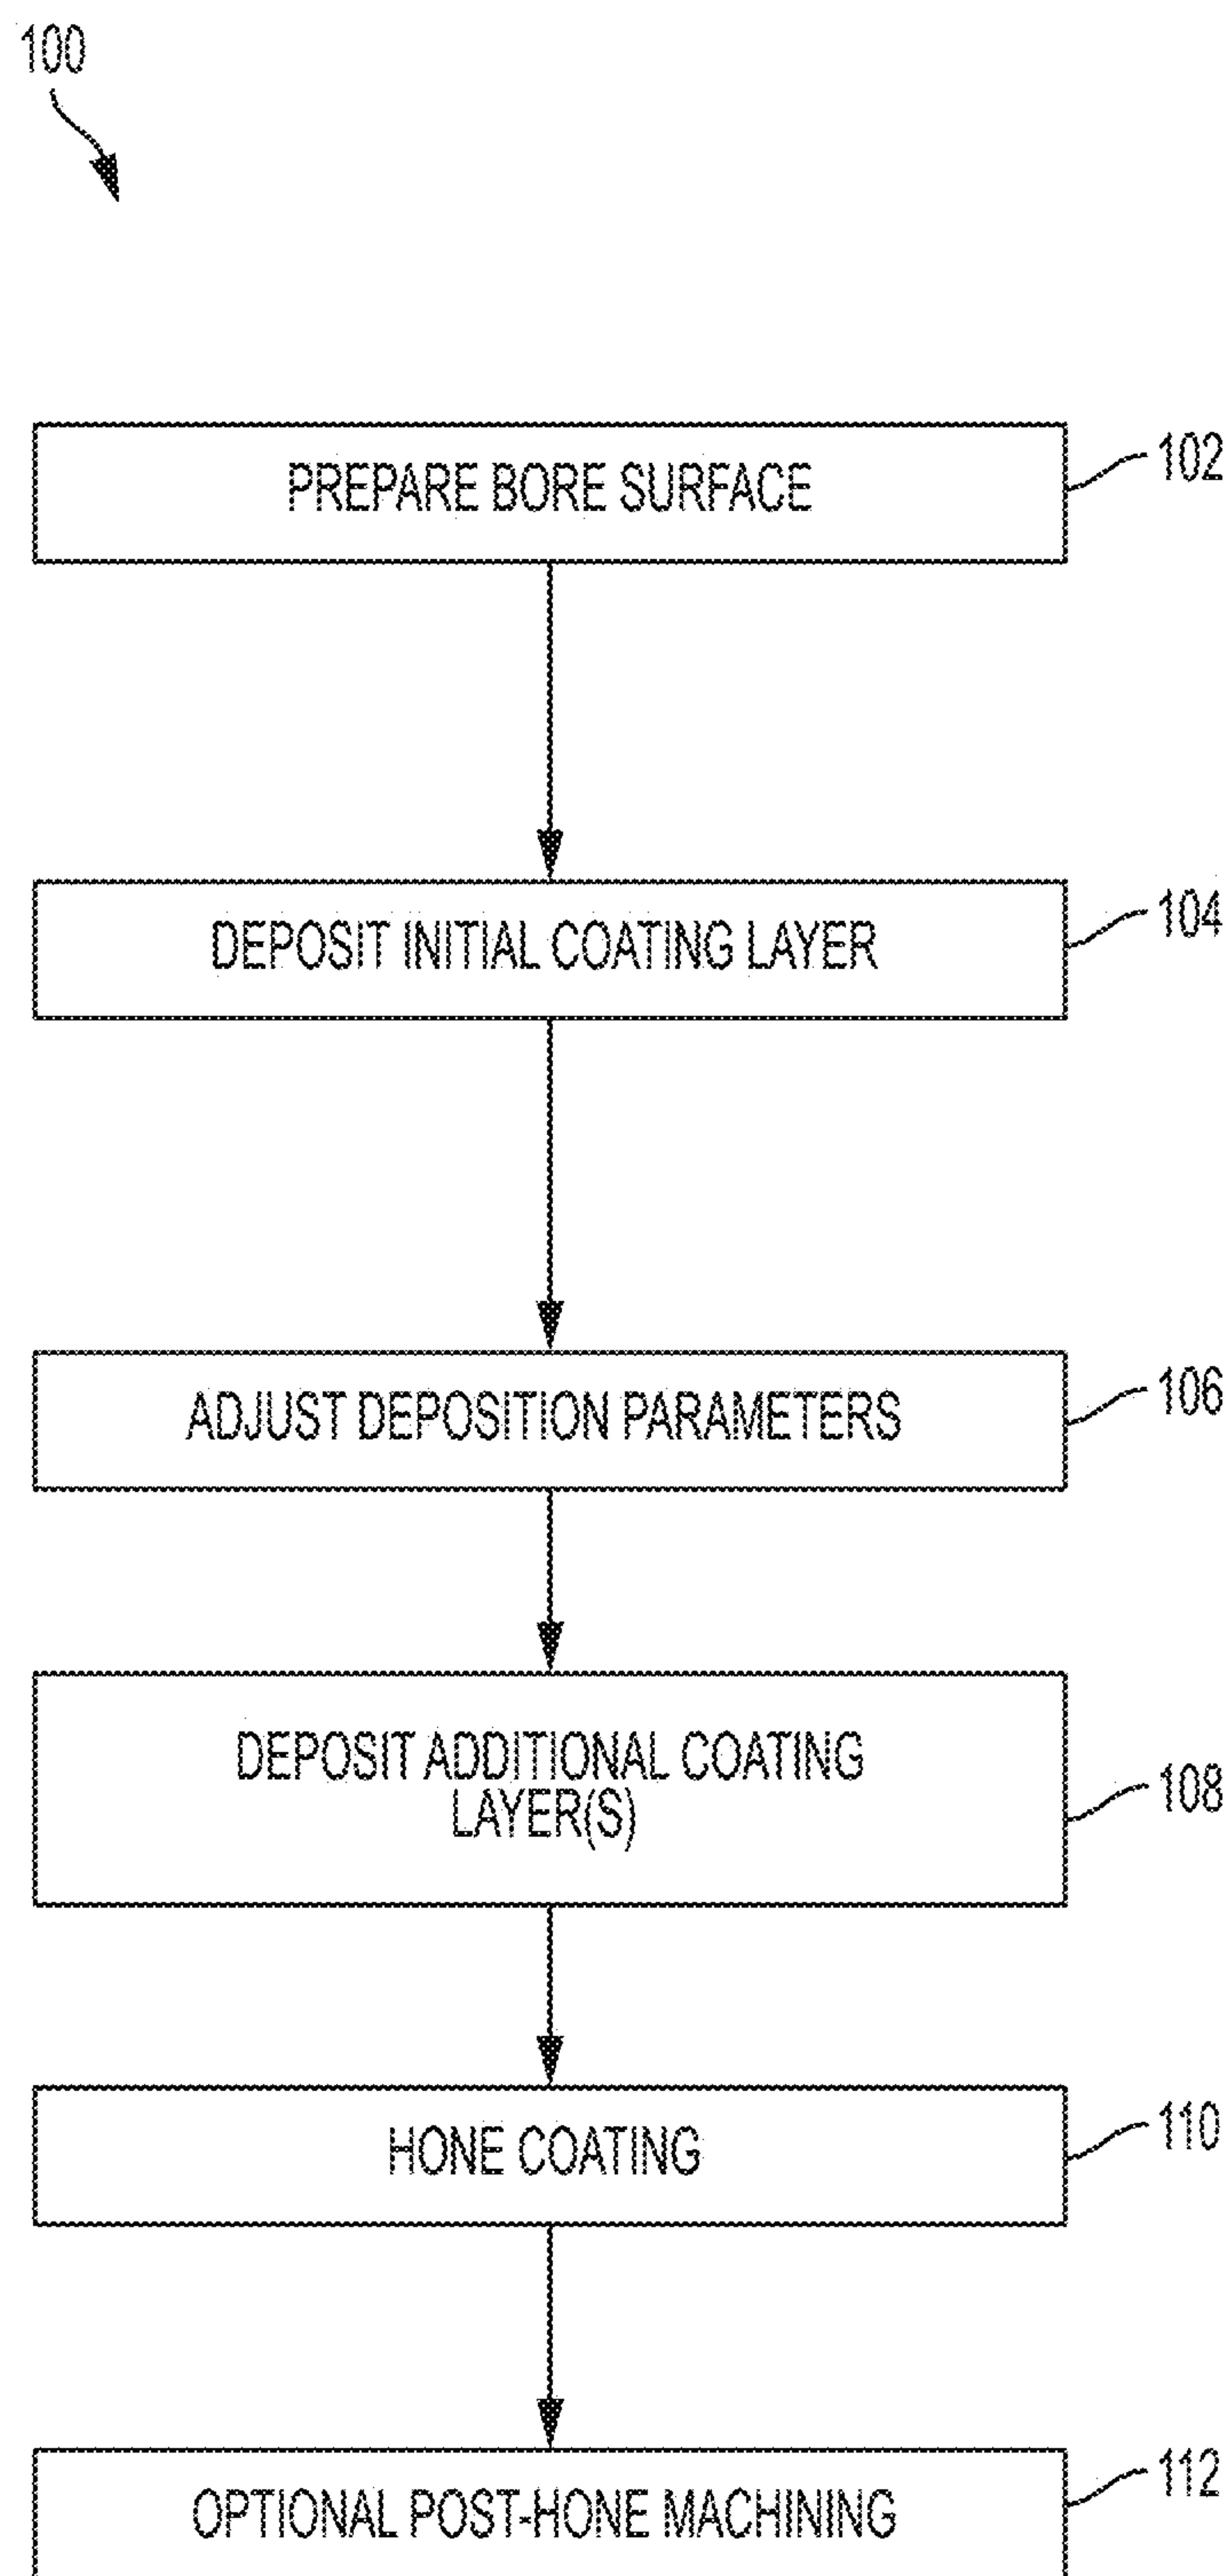 100
PREPARE BORE SURFACE
102
DEPOSIT INITIAL COATING LAYER
104
ADJUST DEPOSITION PARAMETERS
106
DEPOSIT ADDITIONAL COATING
LAYER(S)
108
HONE COATING
110
OPTIONAL POST-HONE MACHINING
112